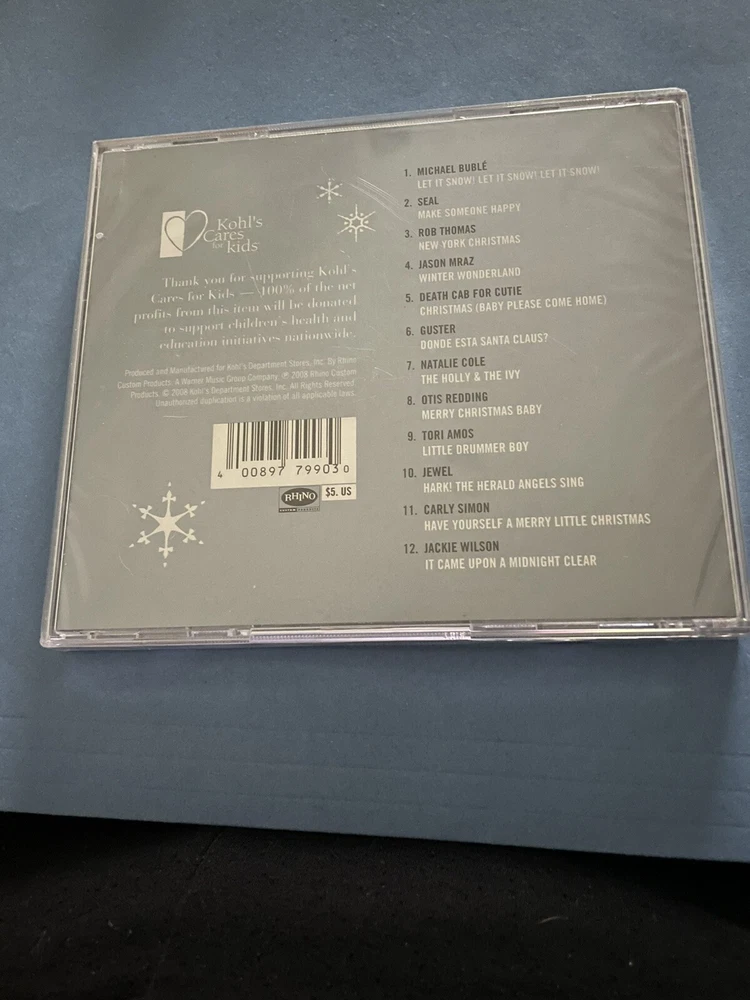 Kohl's
Cares
for
kids
Thank you for supporting Kohl's
Cares for Kids — 100% of the net
profits from this item will be donated
to support children's health and
education initiatives nationwide.
Produced and Manufactured for Kohl's Department Stores, Inc. By Rhino
Custom Products. A Warner Music Group Company. ℗ 2008 Rhino Custom
Products. © 2008 Kohl's Department Stores, Inc. All Rights Reserved.
Unauthorized duplication is a violation of all applicable laws.
4 00897 79903 0
RHINO
CUSTOM PRODUCTS
$5. US
1. MICHAEL BUBLÉ
LET IT SNOW! LET IT SNOW! LET IT SNOW!
2. SEAL
MAKE SOMEONE HAPPY
3. ROB THOMAS
NEW YORK CHRISTMAS
4. JASON MRAZ
WINTER WONDERLAND
5. DEATH CAB FOR CUTIE
CHRISTMAS (BABY PLEASE COME HOME)
6. GUSTER
DONDE ESTA SANTA CLAUS?
7. NATALIE COLE
THE HOLLY & THE IVY
8. OTIS REDDING
MERRY CHRISTMAS BABY
9. TORI AMOS
LITTLE DRUMMER BOY
10. JEWEL
HARK! THE HERALD ANGELS SING
11. CARLY SIMON
HAVE YOURSELF A MERRY LITTLE CHRISTMAS
12. JACKIE WILSON
IT CAME UPON A MIDNIGHT CLEAR